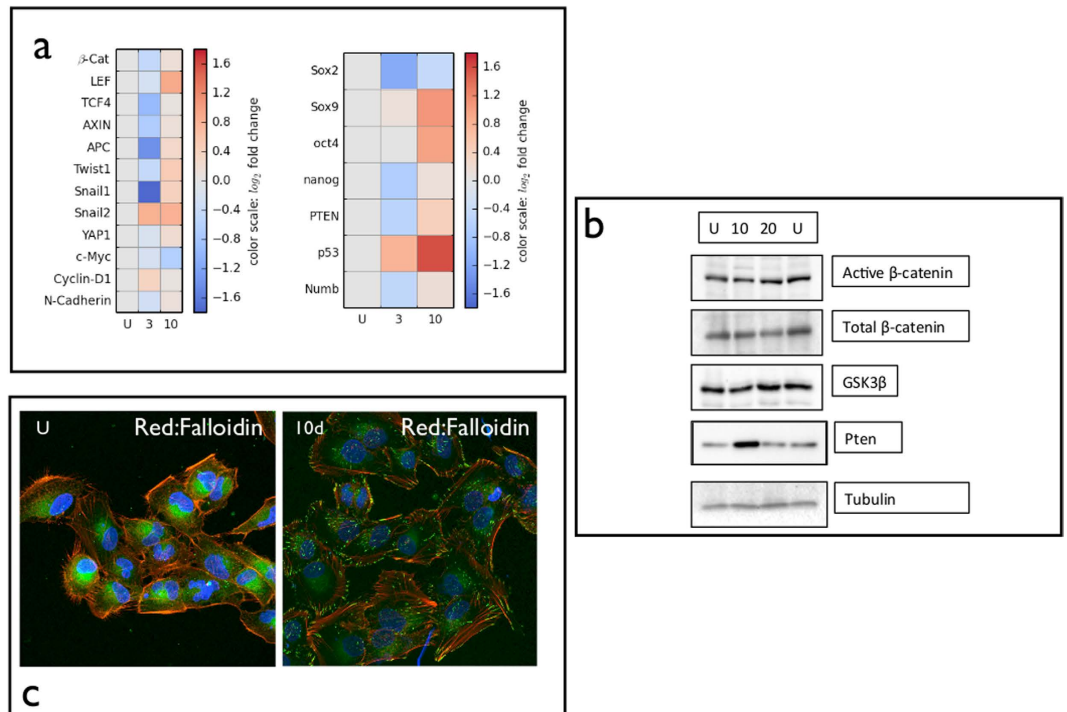 a
β-Cat
LEF
TCF4
AXIN
APC
Twist1
Snail1
Snail2
YAP1
c-Myc
Cyclin-D1
N-Cadherin
U 3 10
1.6
1.2
0.8
0.4
0.0
−0.4
−0.8
−1.2
−1.6
color scale: log₂ fold change
Sox2
Sox9
oct4
nanog
PTEN
p53
Numb
U 3 10
1.6
1.2
0.8
0.4
0.0
−0.4
−0.8
−1.2
−1.6
color scale: log₂ fold change
b
U 10 20 U
Active β-catenin
Total β-catenin
GSK3β
Pten
Tubulin
U Red:Falloidin
10d Red:Falloidin
c